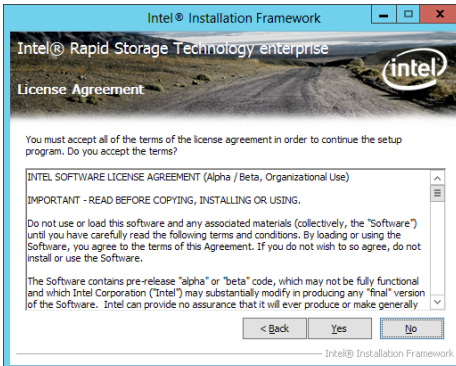 Intel® Installation Framework
Intel® Rapid Storage Technology enterprise
intel
License Agreement
You must accept all of the terms of the license agreement in order to continue the setup
program. Do you accept the terms?
INTEL SOFTWARE LICENSE AGREEMENT (Alpha / Beta, Organizational Use)
IMPORTANT - READ BEFORE COPYING, INSTALLING OR USING.
Do not use or load this software and any associated materials (collectively, the "Software")
until you have carefully read the following terms and conditions. By loading or using the
Software, you agree to the terms of this Agreement. If you do not wish to so agree, do not
install or use the Software.
The Software contains pre-release "alpha" or "beta" code, which may not be fully functional
and which Intel Corporation ("Intel") may substantially modify in producing any "final" version
of the Software. Intel can provide no assurance that it will ever produce or make generally
< Back Yes No
Intel® Installation Framework